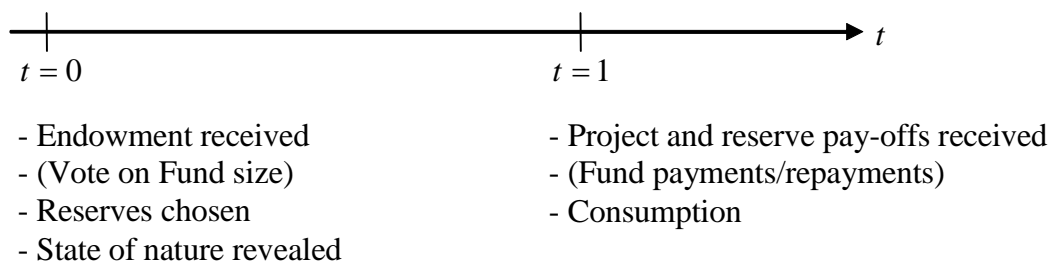 t
t = 0
t = 1
- Endowment received
- (Vote on Fund size)
- Reserves chosen
- State of nature revealed
- Project and reserve pay-offs received
- (Fund payments/repayments)
- Consumption